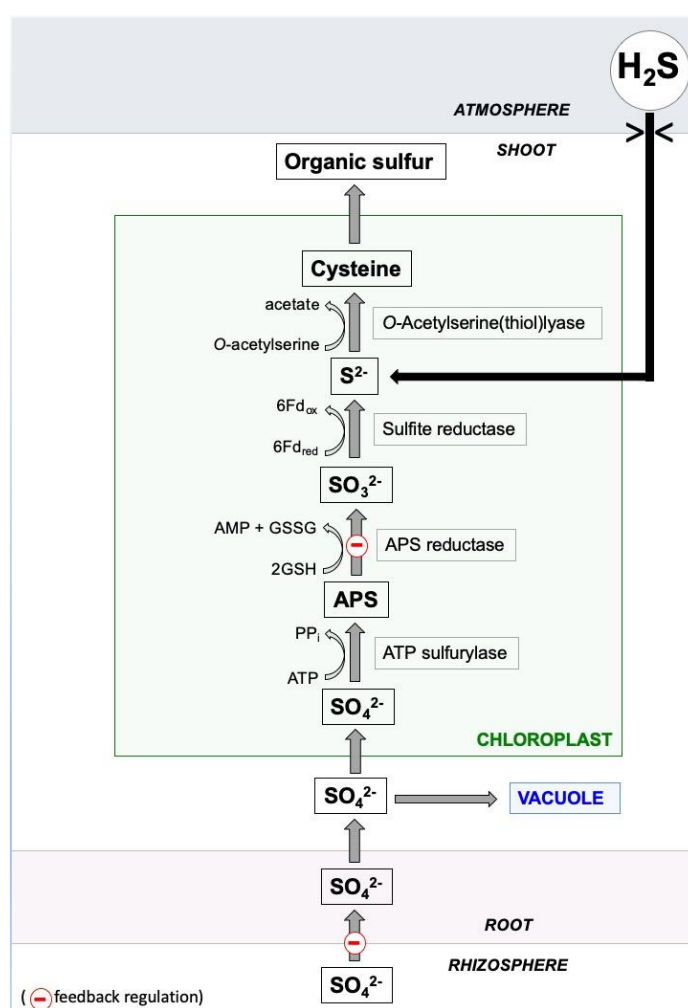 H₂S
ATMOSPHERE
> <
SHOOT
Organic sulfur
Cysteine
acetate
O-acetylserine
O-Acetylserine(thiol)lyase
S²⁻
6Fdₒₓ
6Fd_red
Sulfite reductase
SO₃²⁻
AMP + GSSG
2GSH
−
APS reductase
APS
PPᵢ
ATP
ATP sulfurylase
SO₄²⁻
CHLOROPLAST
SO₄²⁻
VACUOLE
SO₄²⁻
ROOT
−
RHIZOSPHERE
SO₄²⁻
( − feedback regulation)